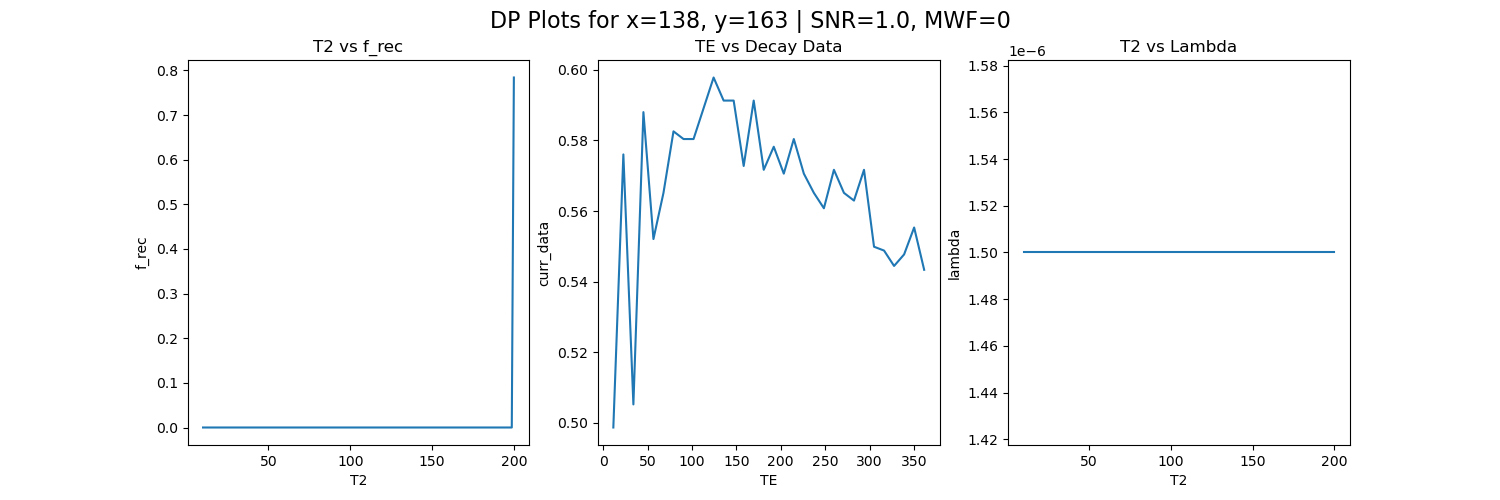 DP Plots for x=138, y=163 | SNR=1.0, MWF=0
T2 vs f_rec
0.8
0.7
0.6
0.5
0.4
0.3
0.2
0.1
0.0
f_rec
50 100 150 200
T2
TE vs Decay Data
0.60
0.58
0.56
0.54
0.52
0.50
curr_data
0 50 100 150 200 250 300 350
TE
T2 vs Lambda
1e−6
1.58
1.56
1.54
1.52
1.50
1.48
1.46
1.44
1.42
lambda
50 100 150 200
T2